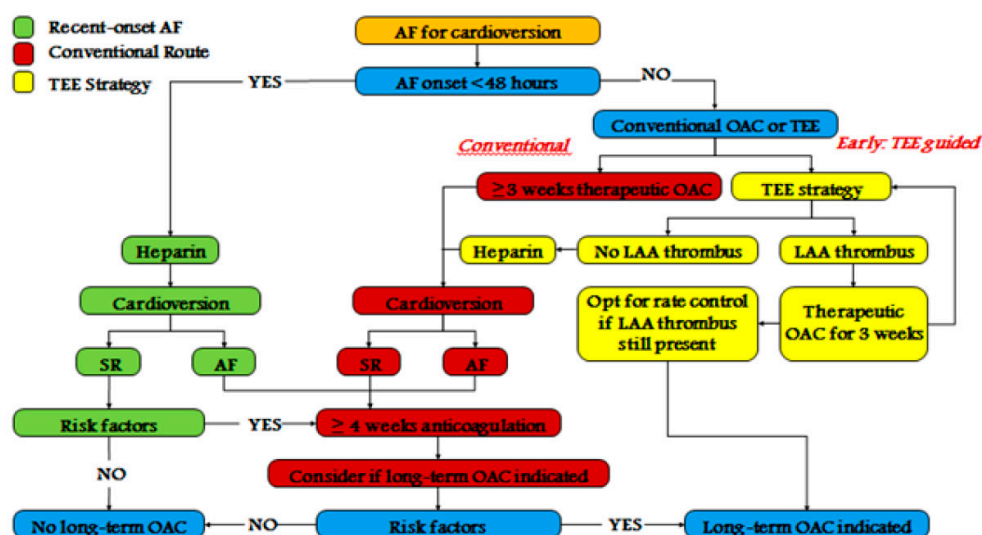 Recent-onset AF
Conventional Route
TEE Strategy
AF for cardioversion
YES
AF onset <48 hours
NO
Conventional OAC or TEE
Conventional
Early: TEE guided
≥3 weeks therapeutic OAC
TEE strategy
Heparin
Heparin
No LAA thrombus
LAA thrombus
Cardioversion
Cardioversion
Opt for rate control
if LAA thrombus
still present
Therapeutic
OAC for 3 weeks
SR
AF
SR
AF
Risk factors
YES
≥ 4 weeks anticoagulation
NO
Consider if long-term OAC indicated
No long-term OAC
NO
Risk factors
YES
Long-term OAC indicated